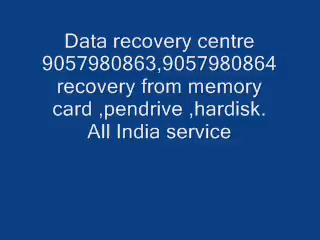 Data recovery centre
9057980863,9057980864
recovery from memory
card ,pendrive ,hardisk.
All India service